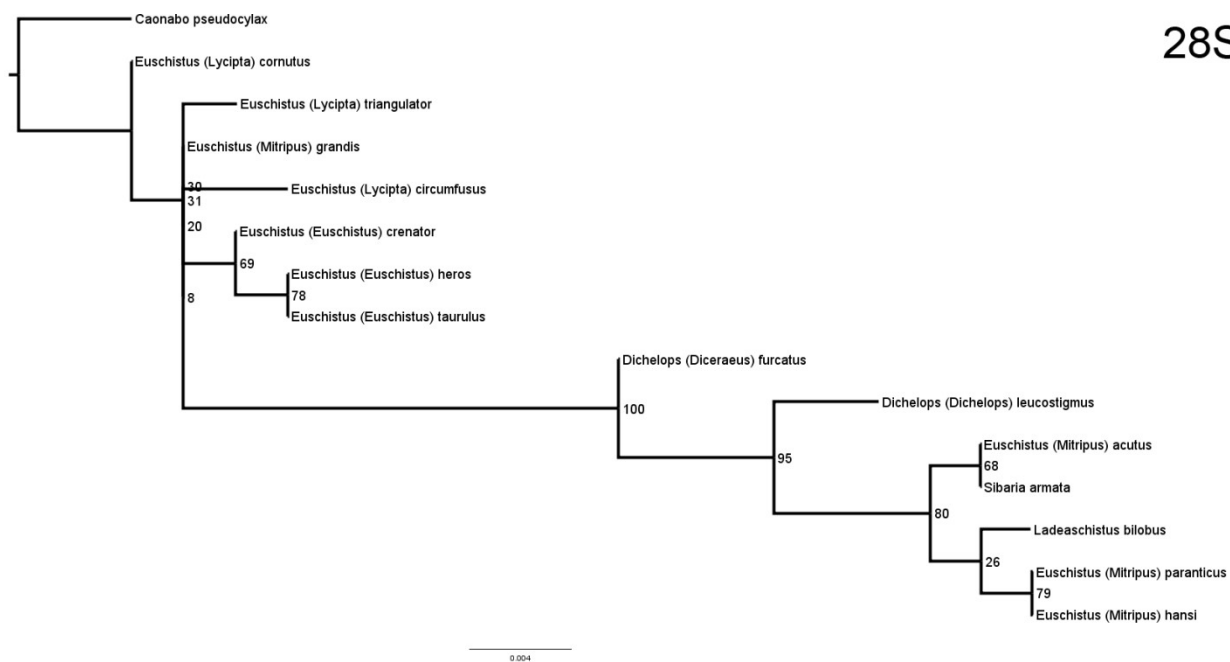 Caonabo pseudocylax
28S
Euschistus (Lycipta) cornutus
Euschistus (Lycipta) triangulator
Euschistus (Mitripus) grandis
30
Euschistus (Lycipta) circumfusus
31
20
Euschistus (Euschistus) crenator
69
Euschistus (Euschistus) heros
78
8
Euschistus (Euschistus) taurulus
Dichelops (Diceraeus) furcatus
100
Dichelops (Dichelops) leucostigmus
95
Euschistus (Mitripus) acutus
68
Sibaria armata
80
Ladeaschistus bilobus
26
Euschistus (Mitripus) paranticus
79
Euschistus (Mitripus) hansi
0.004